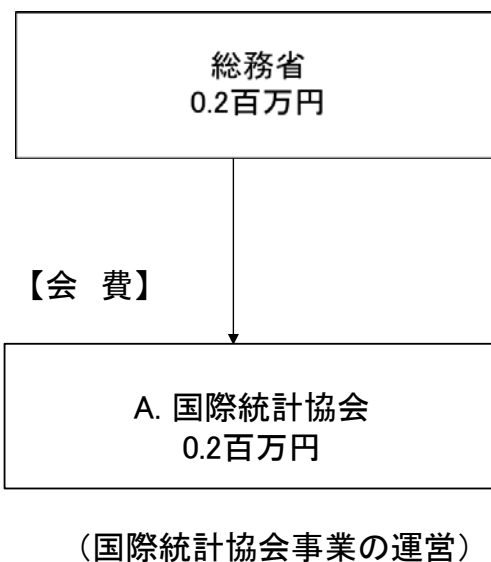 総務省
0.2百万円
【会　費】
A. 国際統計協会
0.2百万円
（国際統計協会事業の運営）